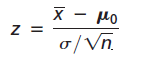 z = x̄ − μ₀ / σ/√n.